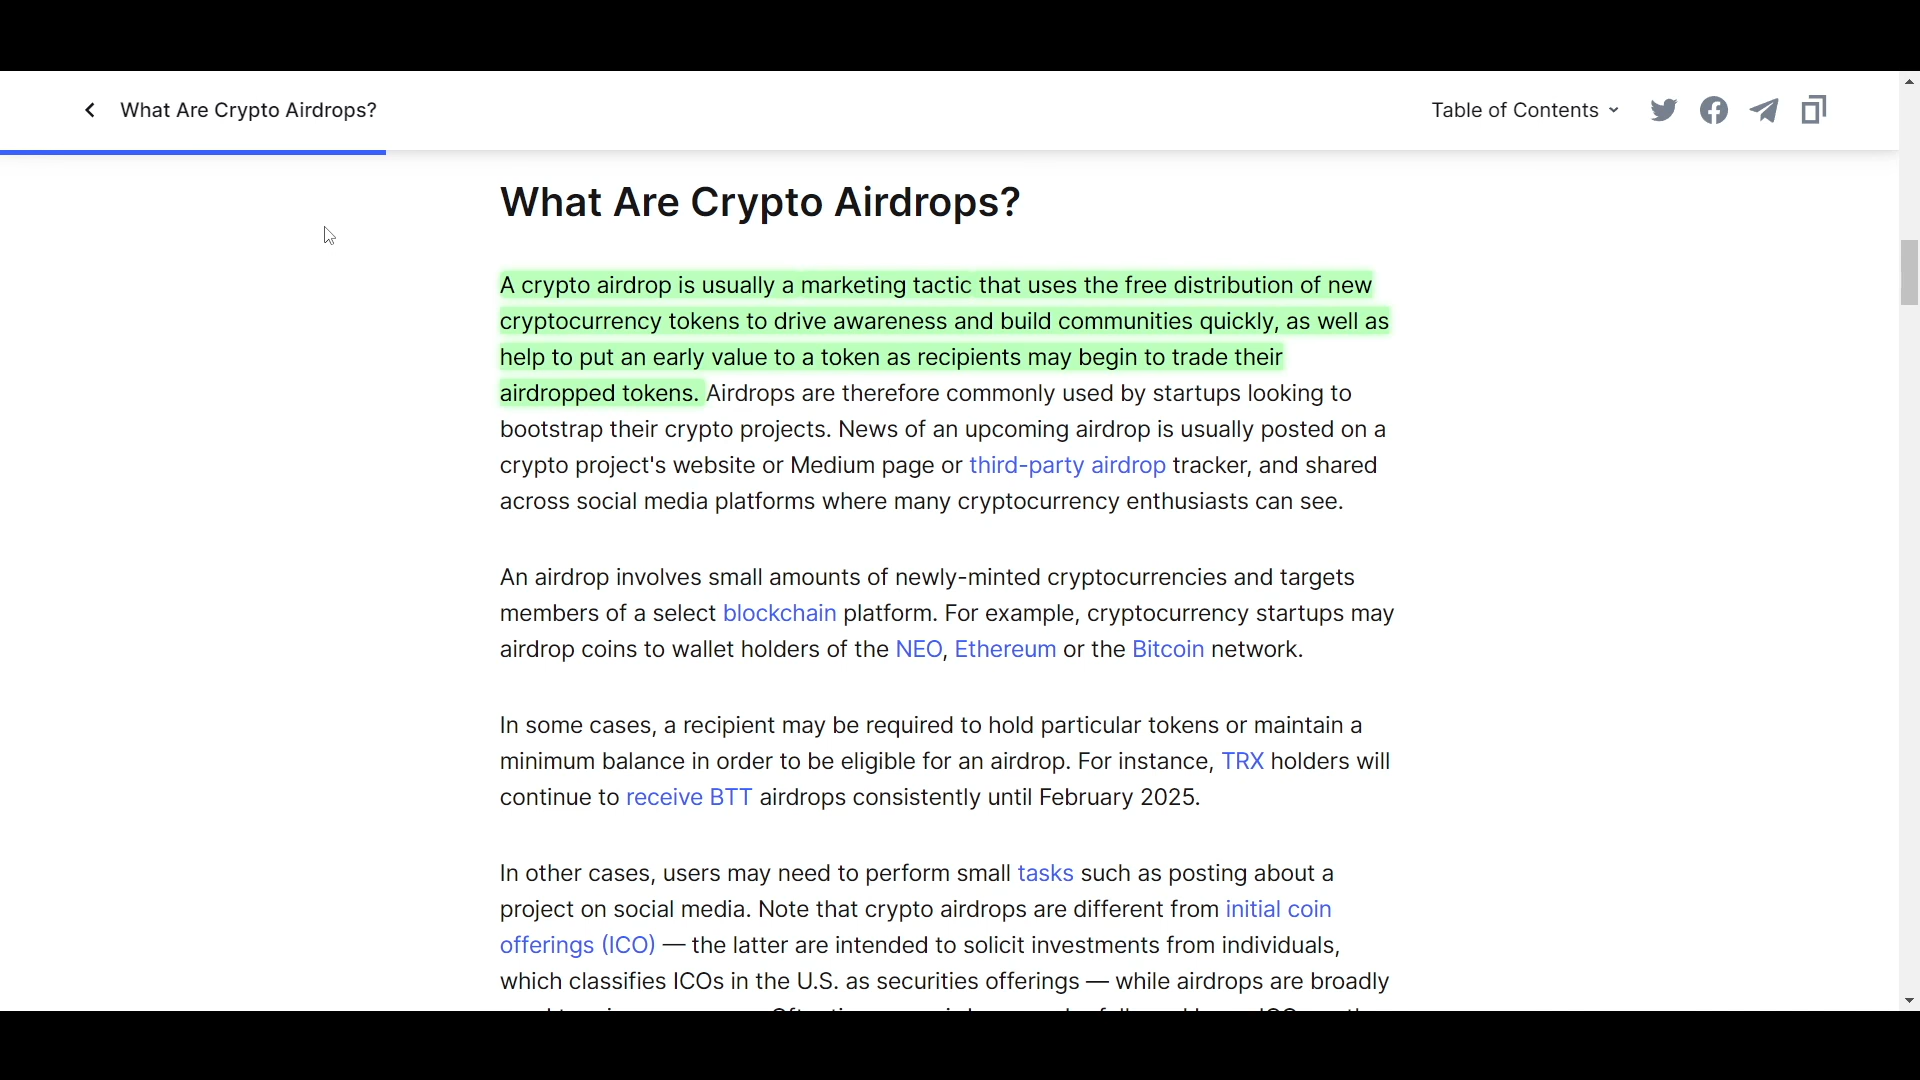 What Are Crypto Airdrops?
Table of Contents
What Are Crypto Airdrops?
A crypto airdrop is usually a marketing tactic that uses the free distribution of new
cryptocurrency tokens to drive awareness and build communities quickly, as well as
help to put an early value to a token as recipients may begin to trade their
airdropped tokens. Airdrops are therefore commonly used by startups looking to
bootstrap their crypto projects. News of an upcoming airdrop is usually posted on a
crypto project's website or Medium page or third-party airdrop tracker, and shared
across social media platforms where many cryptocurrency enthusiasts can see.
An airdrop involves small amounts of newly-minted cryptocurrencies and targets
members of a select blockchain platform. For example, cryptocurrency startups may
airdrop coins to wallet holders of the NEO, Ethereum or the Bitcoin network.
In some cases, a recipient may be required to hold particular tokens or maintain a
minimum balance in order to be eligible for an airdrop. For instance, TRX holders will
continue to receive BTT airdrops consistently until February 2025.
In other cases, users may need to perform small tasks such as posting about a
project on social media. Note that crypto airdrops are different from initial coin
offerings (ICO) — the latter are intended to solicit investments from individuals,
which classifies ICOs in the U.S. as securities offerings — while airdrops are broadly